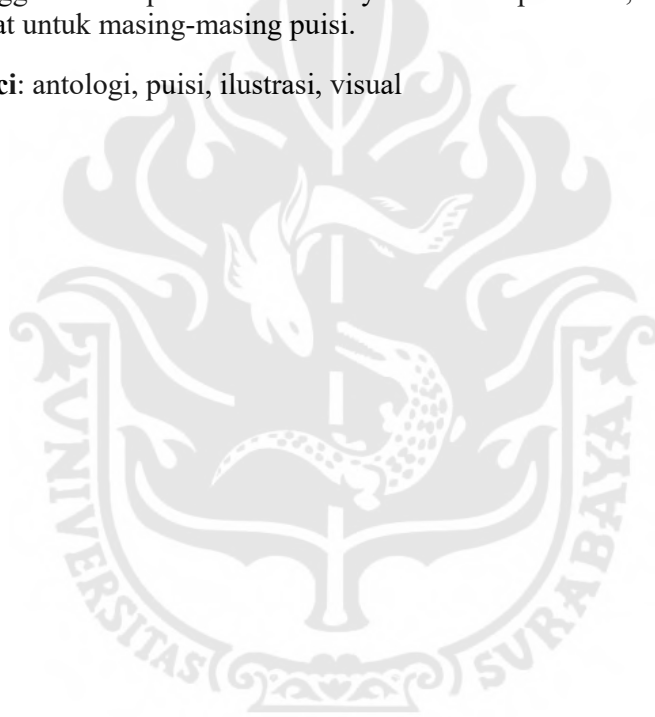 at untuk masing-masing puisi.
ci: antologi, puisi, ilustrasi, visual
UNIVERSITAS SURABAYA